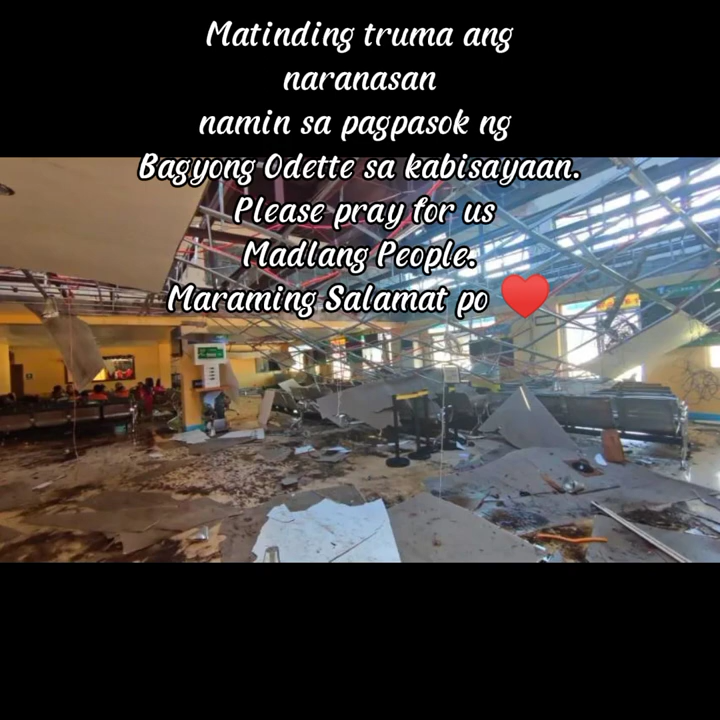 Matinding truma ang
naranasan
namin sa pagpasok ng
Bagyong Odette sa kabisayaan.
Please pray for us
Madlang People.
Maraming Salamat po ❤️